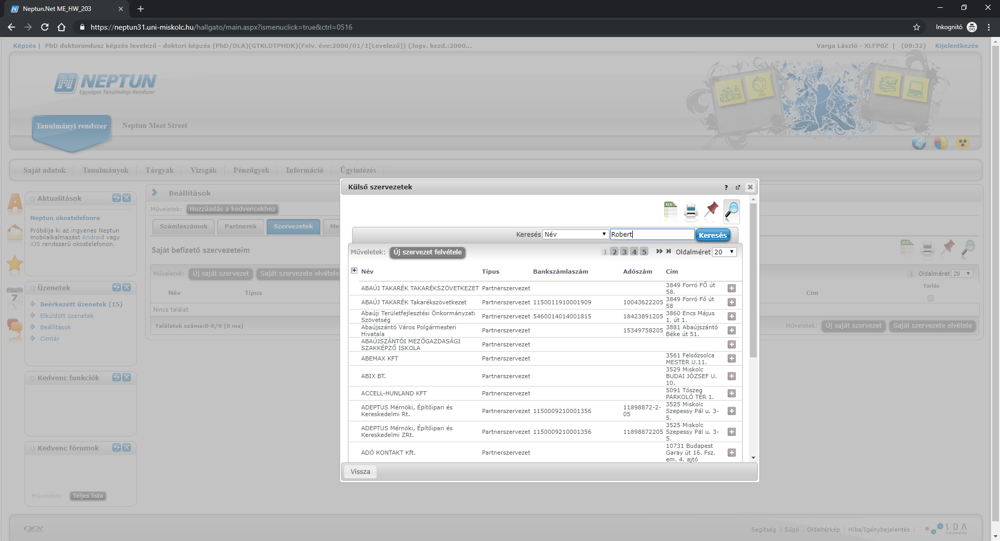 Neptun.Net ME_HW_203
https://neptun31.uni-miskolc.hu/hallgato/main.aspx?ismenuclick=true&ctrl=0516
Inkognitó
Képzés | PhD doktorandusz képzés levelező - doktori képzés (PhD/DLA)(GTKLDTPHDK)(Felv. éve:2000/01/1[Levelező]) (Jogv. kezd.:2000...
Varga László - XLFP0Z | (09:32) Kijelentkezés
NEPTUN
Egységes Tanulmányi Rendszer
Tanulmányi rendszer
Neptun Meet Street
Saját adatok
Tanulmányok
Tárgyak
Vizsgák
Pénzügyek
Információ
Ügyintézés
Aktualitások
Neptun okostelefonra
Próbálja ki az ingyenes Neptun
mobilalkalmazást Android vagy
iOS rendszerű okostelefonon.
Üzenetek
Beérkezett üzenetek (15)
Elküldött üzenetek
Beállítások
Címtár
Kedvenc funkciók
Kedvenc fórumok
Műveletek: Teljes lista
Beállítások
Műveletek: Hozzáadás a kedvencekhez
Számlaszámok
Partnerek
Szervezetek
Me
Saját befizető szervezeteim
Műveletek: Új saját szervezet Saját szervezete elvétele
1 Oldalméret 20
Név Típus Cím Törlés
Nincs találat
Találatok száma:0-0/0 (0 ms)
Műveletek: Új saját szervezet Saját szervezete elvétele
Külső szervezetek
?
XLS
Keresés Név Robert Keresés
Műveletek: Új szervezet felvétele
1 2 3 4 5 Oldalméret 20
Név Típus Bankszámlaszám Adószám Cím
ABAÚJ TAKARÉK TAKARÉKSZÖVETKEZET Partnerszervezet 3849 Forró FŐ út
58.
ABAÚJ TAKARÉK Takarékszövetkezet Partnerszervezet 1150011910001909 10043622205 3849 Forró Fő út
58
Abaúji Területfejlesztési Önkormányzati
Szövetség Partnerszervezet 5460014014001815 18423891205 3860 Encs Május
1. út 1.
Abaújszántó Város Polgármesteri
Hivatala Partnerszervezet 15349758205 3881 Abaújszántó
Béke út 51.
ABAÚJSZÁNTÓI MEZŐGAZDASÁGI
SZAKKÉPZŐ ISKOLA Partnerszervezet
ABEMAX KFT Partnerszervezet 3561 Felsőzsolca
MESTER U.11.
ABIX BT. Partnerszervezet 3529 Miskolc
BUDAI JÓZSEF U.
10.
ACCELL-HUNLAND KFT Partnerszervezet 5091 Tószeg
PARKOLÓ TÉR 1.
ADEPTUS Mérnöki, Építőipari és
Kereskedelmi Rt. Partnerszervezet 1150009210001356 11898872-2-
05 3525 Miskolc
Szepessy Pál u. 3-
5.
ADEPTUS Mérnöki, Építőipari és
Kereskedelmi ZRt. Partnerszervezet 1150009210001356 11898872205 3525 Miskolc
Szepessy Pál u. 3-
5.
ADÓ KONTAKT Kft. Partnerszervezet 10731 Budapest
Garay út 16. Fsz.
em. 4. ajtó
Vissza
GFX
Segítség | Súgó | Oldaltérkép | Hiba/Igénybejelentés
SDA
Informatika